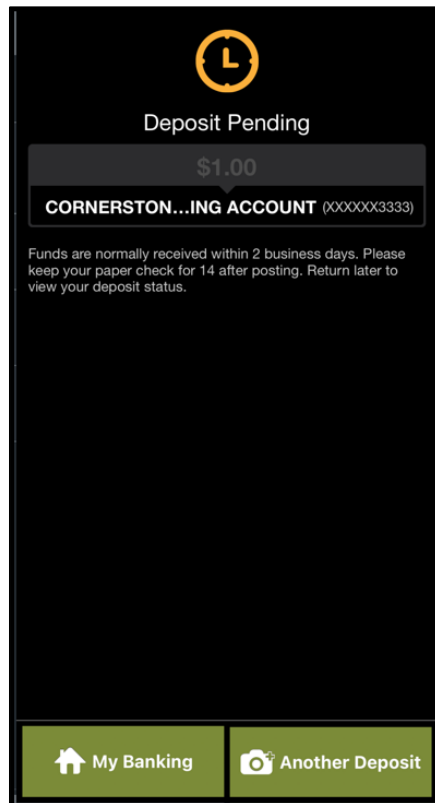 Deposit Pending
$1.00
CORNERSTON...ING ACCOUNT (XXXXXX3333)
Funds are normally received within 2 business days. Please
keep your paper check for 14 after posting. Return later to
view your deposit status.
My Banking
Another Deposit